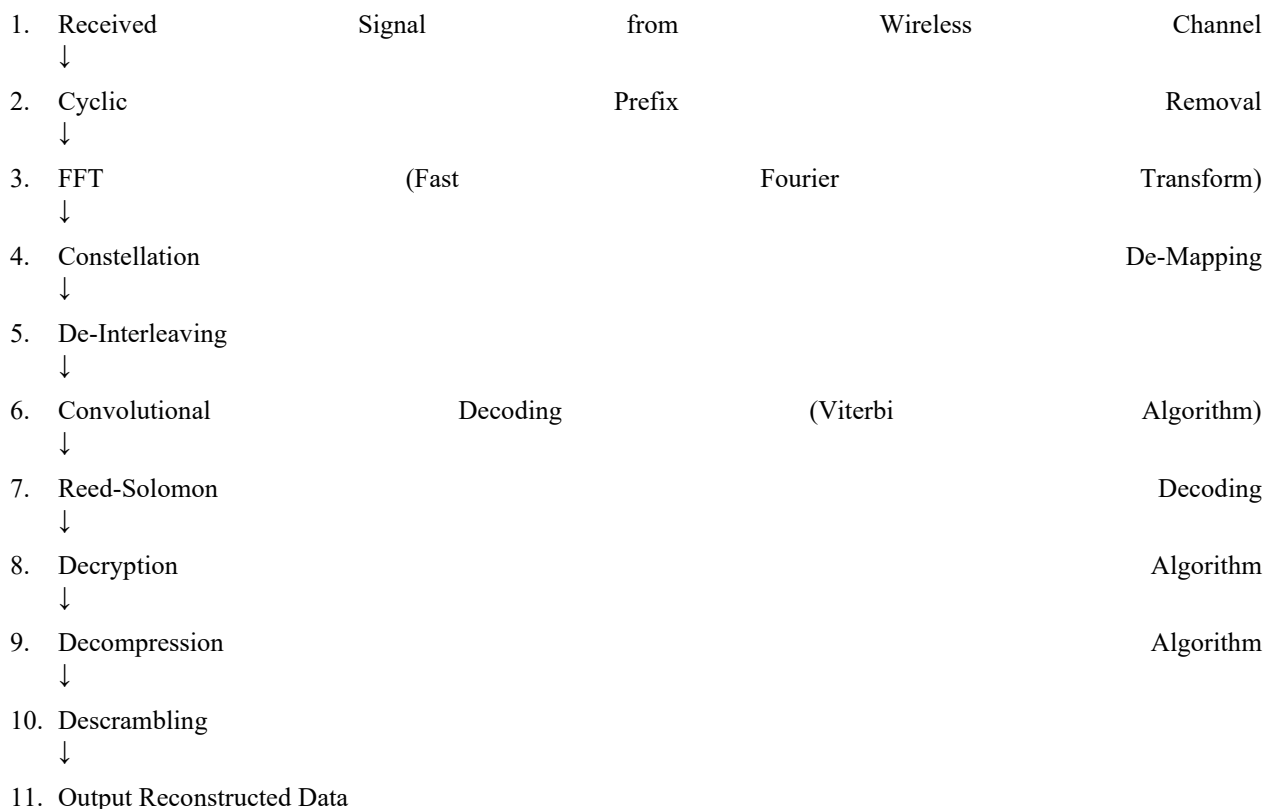 1. Received Signal from Wireless Channel
↓
2. Cyclic Prefix Removal
↓
3. FFT (Fast Fourier Transform)
↓
4. Constellation De-Mapping
↓
5. De-Interleaving
↓
6. Convolutional Decoding (Viterbi Algorithm)
↓
7. Reed-Solomon Decoding
↓
8. Decryption Algorithm
↓
9. Decompression Algorithm
↓
10. Descrambling
↓
11. Output Reconstructed Data